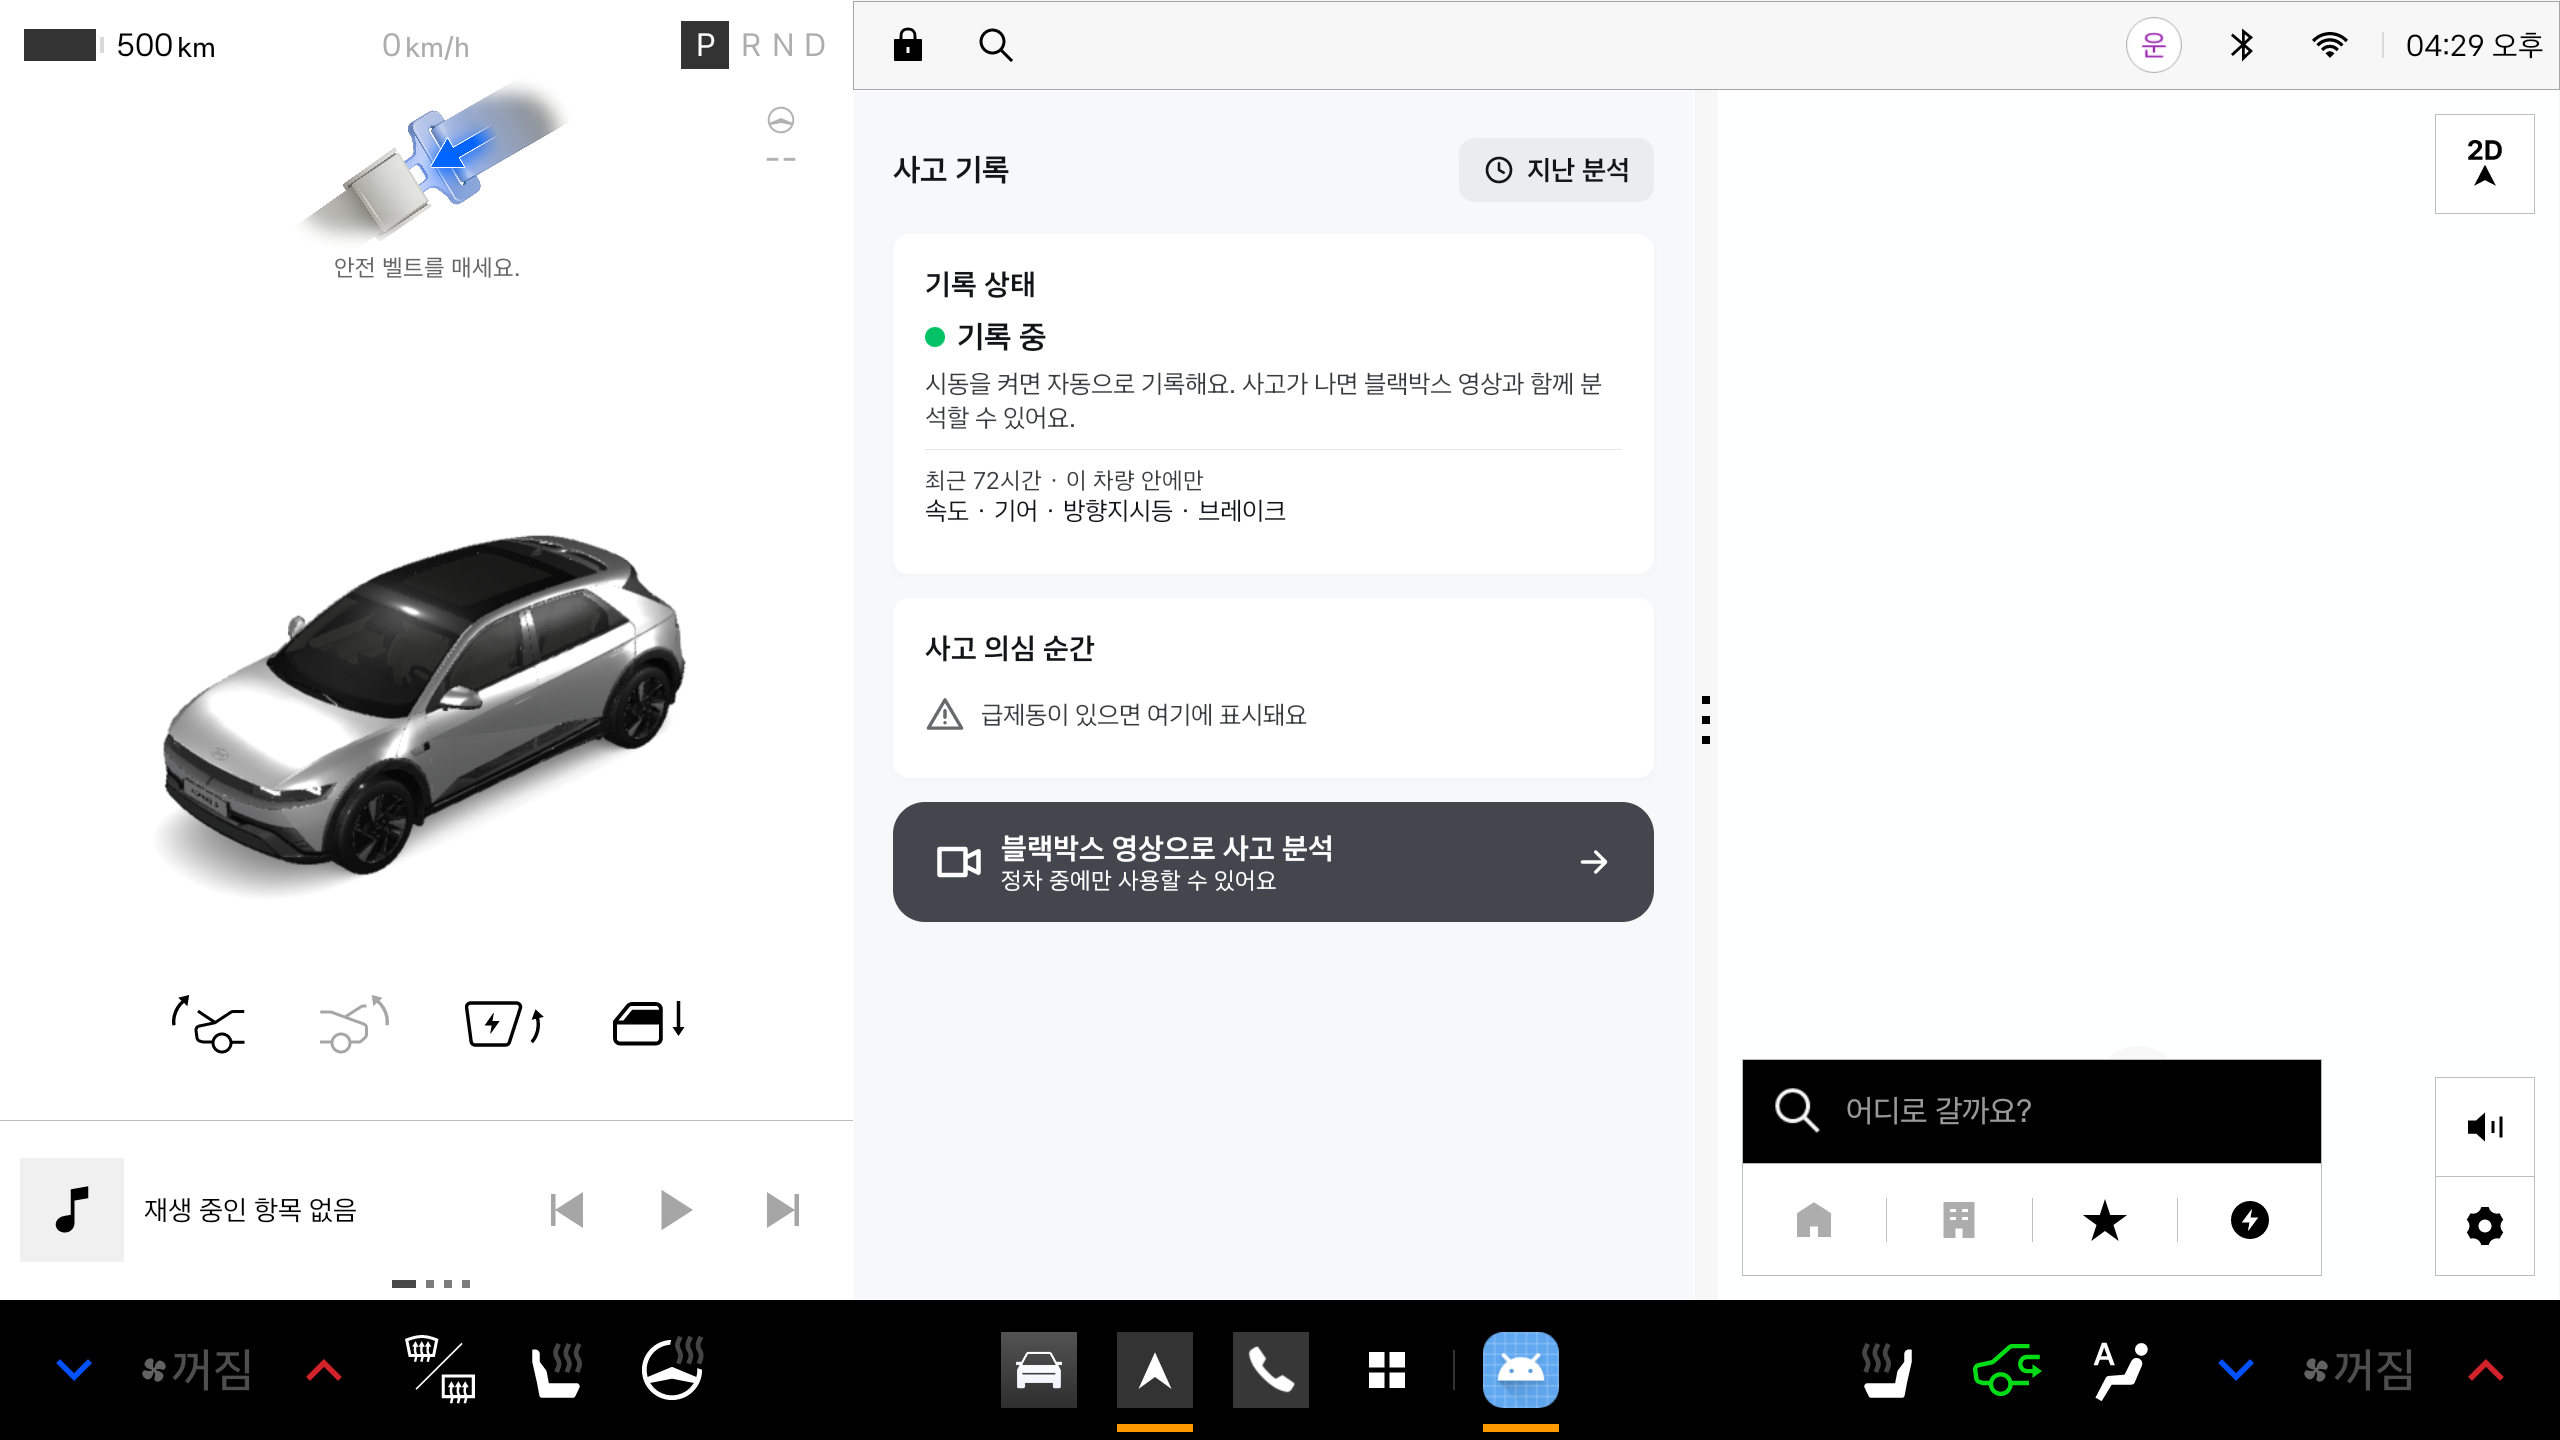 500 km
0 km/h
P R N D
운
04:29 오후
안전 벨트를 매세요.
사고 기록
지난 분석
2D
기록 상태
기록 중
시동을 켜면 자동으로 기록해요. 사고가 나면 블랙박스 영상과 함께 분
석할 수 있어요.
최근 72시간 · 이 차량 안에만
속도 · 기어 · 방향지시등 · 브레이크
사고 의심 순간
급제동이 있으면 여기에 표시돼요
블랙박스 영상으로 사고 분석
정차 중에만 사용할 수 있어요
어디로 갈까요?
재생 중인 항목 없음
꺼짐
A
꺼짐